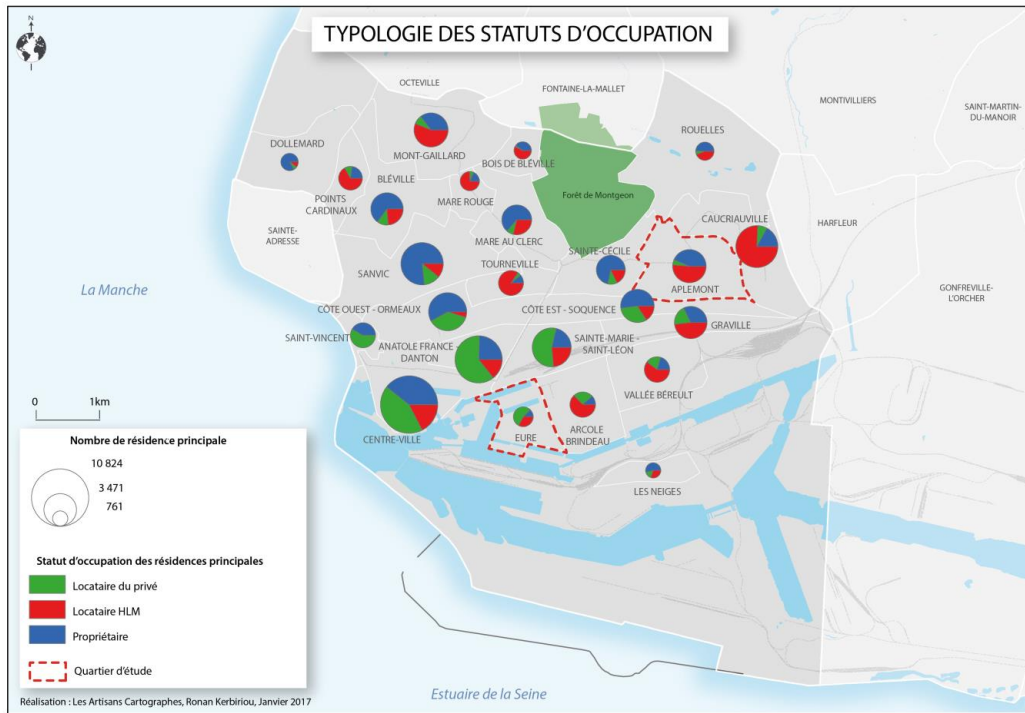 N
TYPOLOGIE DES STATUTS D'OCCUPATION
OCTEVILLE
FONTAINE-LA-MALLET
MONTIVILLIERS
SAINT-MARTIN-
DU-MANOIR
ROUELLES
DOLLEMARD
MONT-GAILLARD
BOIS DE BLÉVILLE
BLÉVILLE
POINTS
CARDINAUX
MARE ROUGE
Forêt de Montgeon
CAUCRIAUVILLE
HARFLEUR
SAINTE-
ADRESSE
MARE AU CLERC
SAINTE-CÉCILE
SANVIC
TOURNEVILLE
APLEMONT
GONFREVILLE-
L'ORCHER
La Manche
CÔTE OUEST - ORMEAUX
CÔTE EST - SOQUENCE
GRAVILLE
SAINT-VINCENT
ANATOLE FRANCE -
DANTON
SAINTE-MARIE -
SAINT-LÉON
VALLÉE BÉREULT
0 1km
CENTRE-VILLE
EURE
ARCOLE
BRINDEAU
LES NEIGES
Nombre de résidence principale
10 824
3 471
761
Statut d'occupation des résidences principales
Locataire du privé
Locataire HLM
Propriétaire
Quartier d'étude
Réalisation : Les Artisans Cartographes, Ronan Kerbiriou, Janvier 2017
Estuaire de la Seine